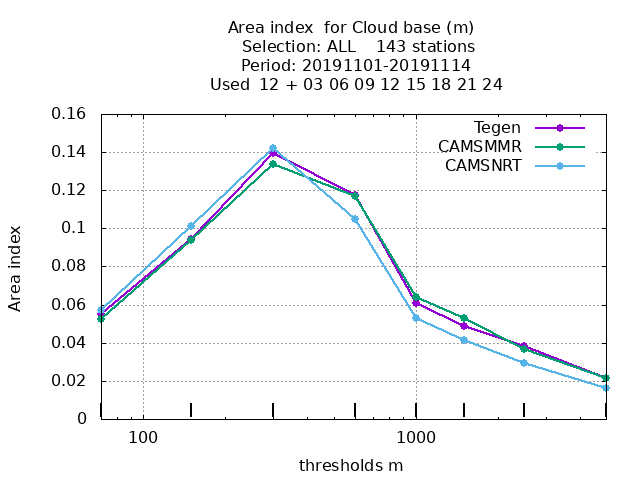 Area index  for Cloud base (m)
Selection: ALL    143 stations
Period: 20191101-20191114
Used  12 + 03 06 09 12 15 18 21 24
0.16
0.14
0.12
0.1
0.08
0.06
0.04
0.02
0
Area index
Tegen
CAMSMMR
CAMSNRT
100
1000
thresholds m